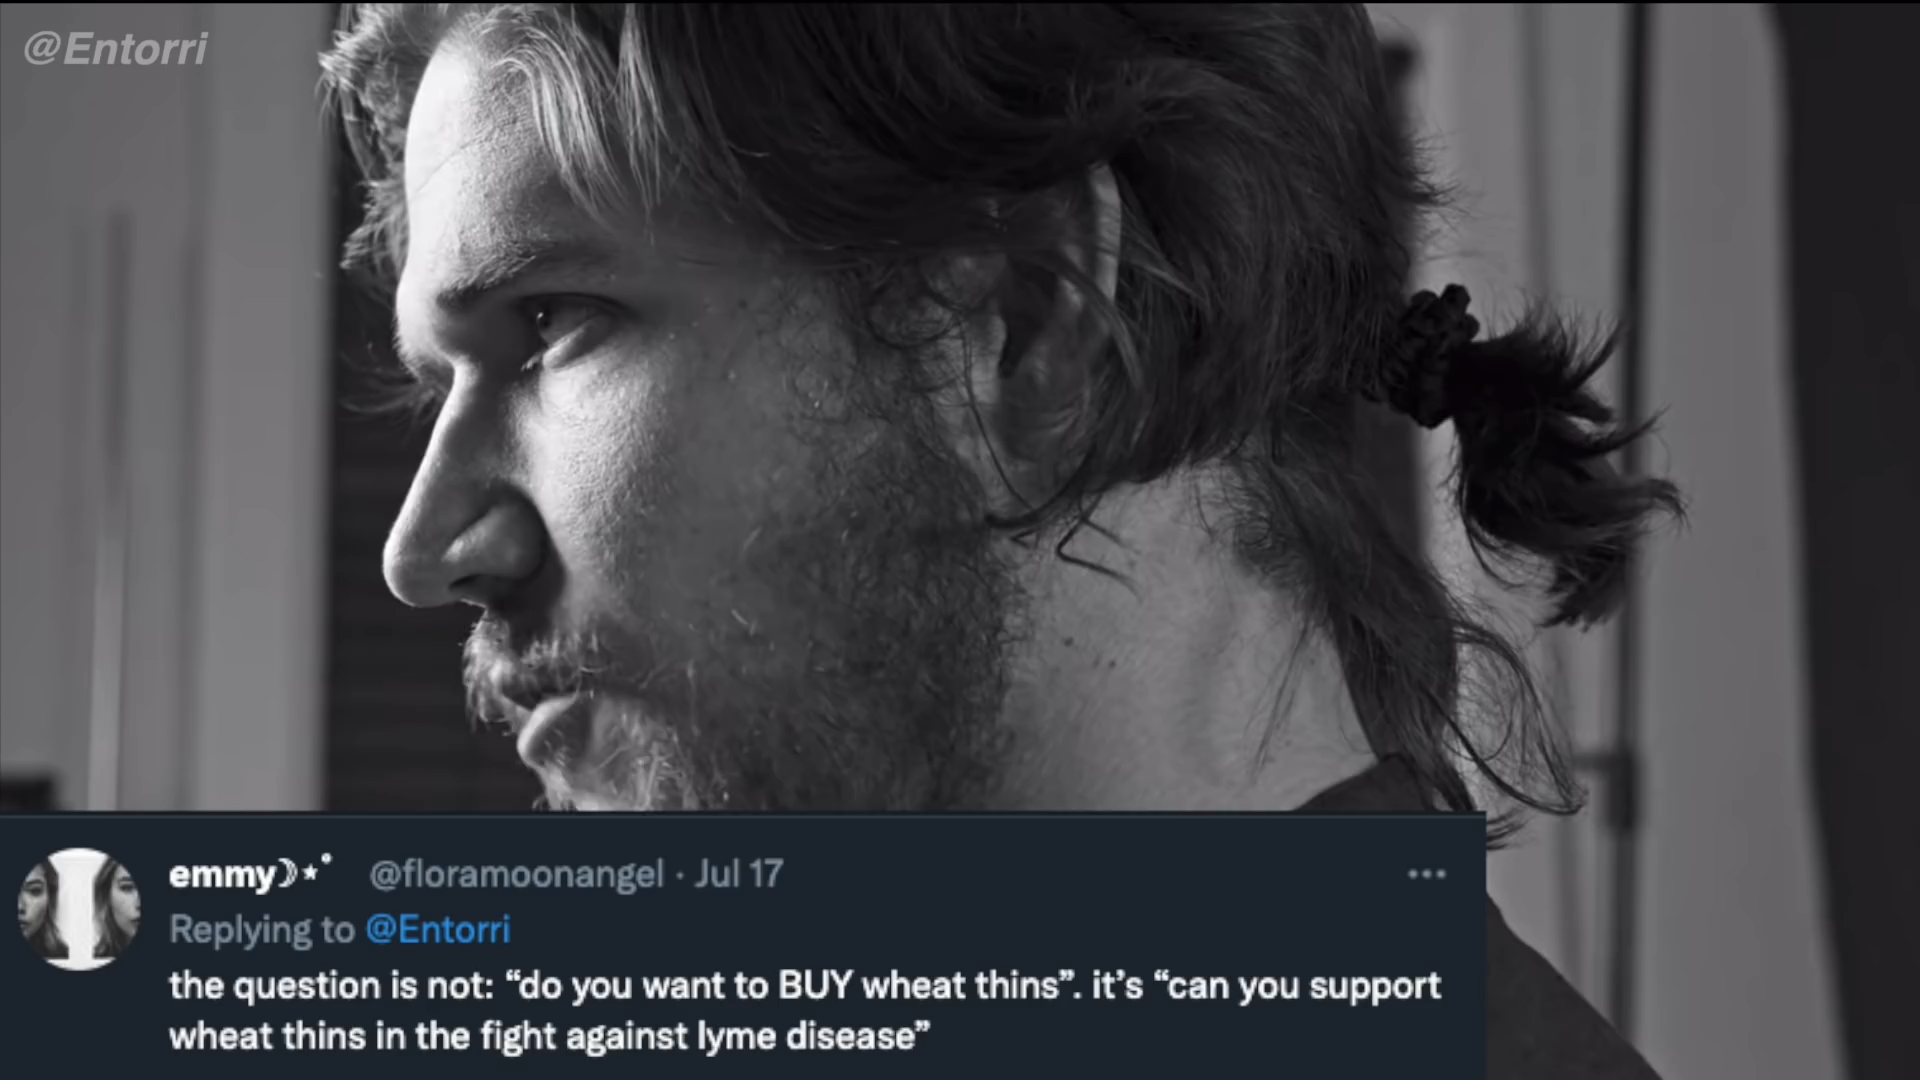 @Entorri
emmy☽⋆˚ @floramoonangel · Jul 17
Replying to @Entorri
the question is not: “do you want to BUY wheat thins”. it’s “can you support
wheat thins in the fight against lyme disease”